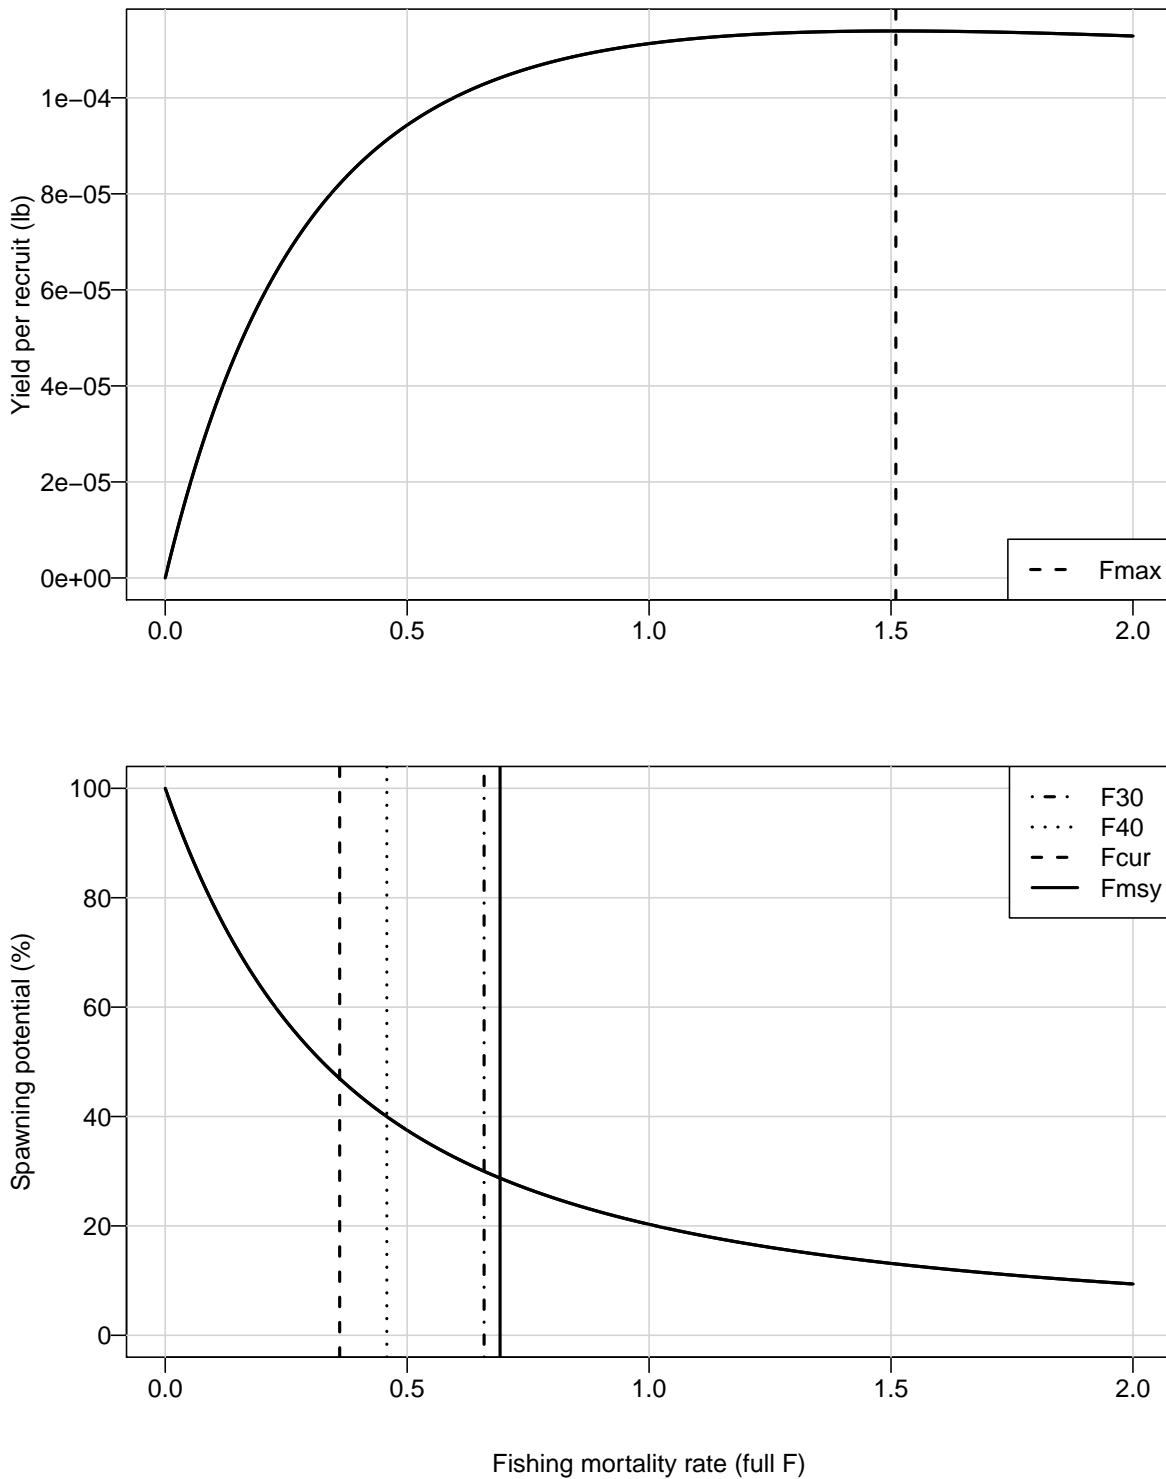 Yield per recruit (lb)
1e−04
8e−05
6e−05
4e−05
2e−05
0e+00
Fmax
0.0 0.5 1.0 1.5 2.0
Spawning potential (%)
100
80
60
40
20
0
F30
F40
Fcur
Fmsy
0.0 0.5 1.0 1.5 2.0
Fishing mortality rate (full F)